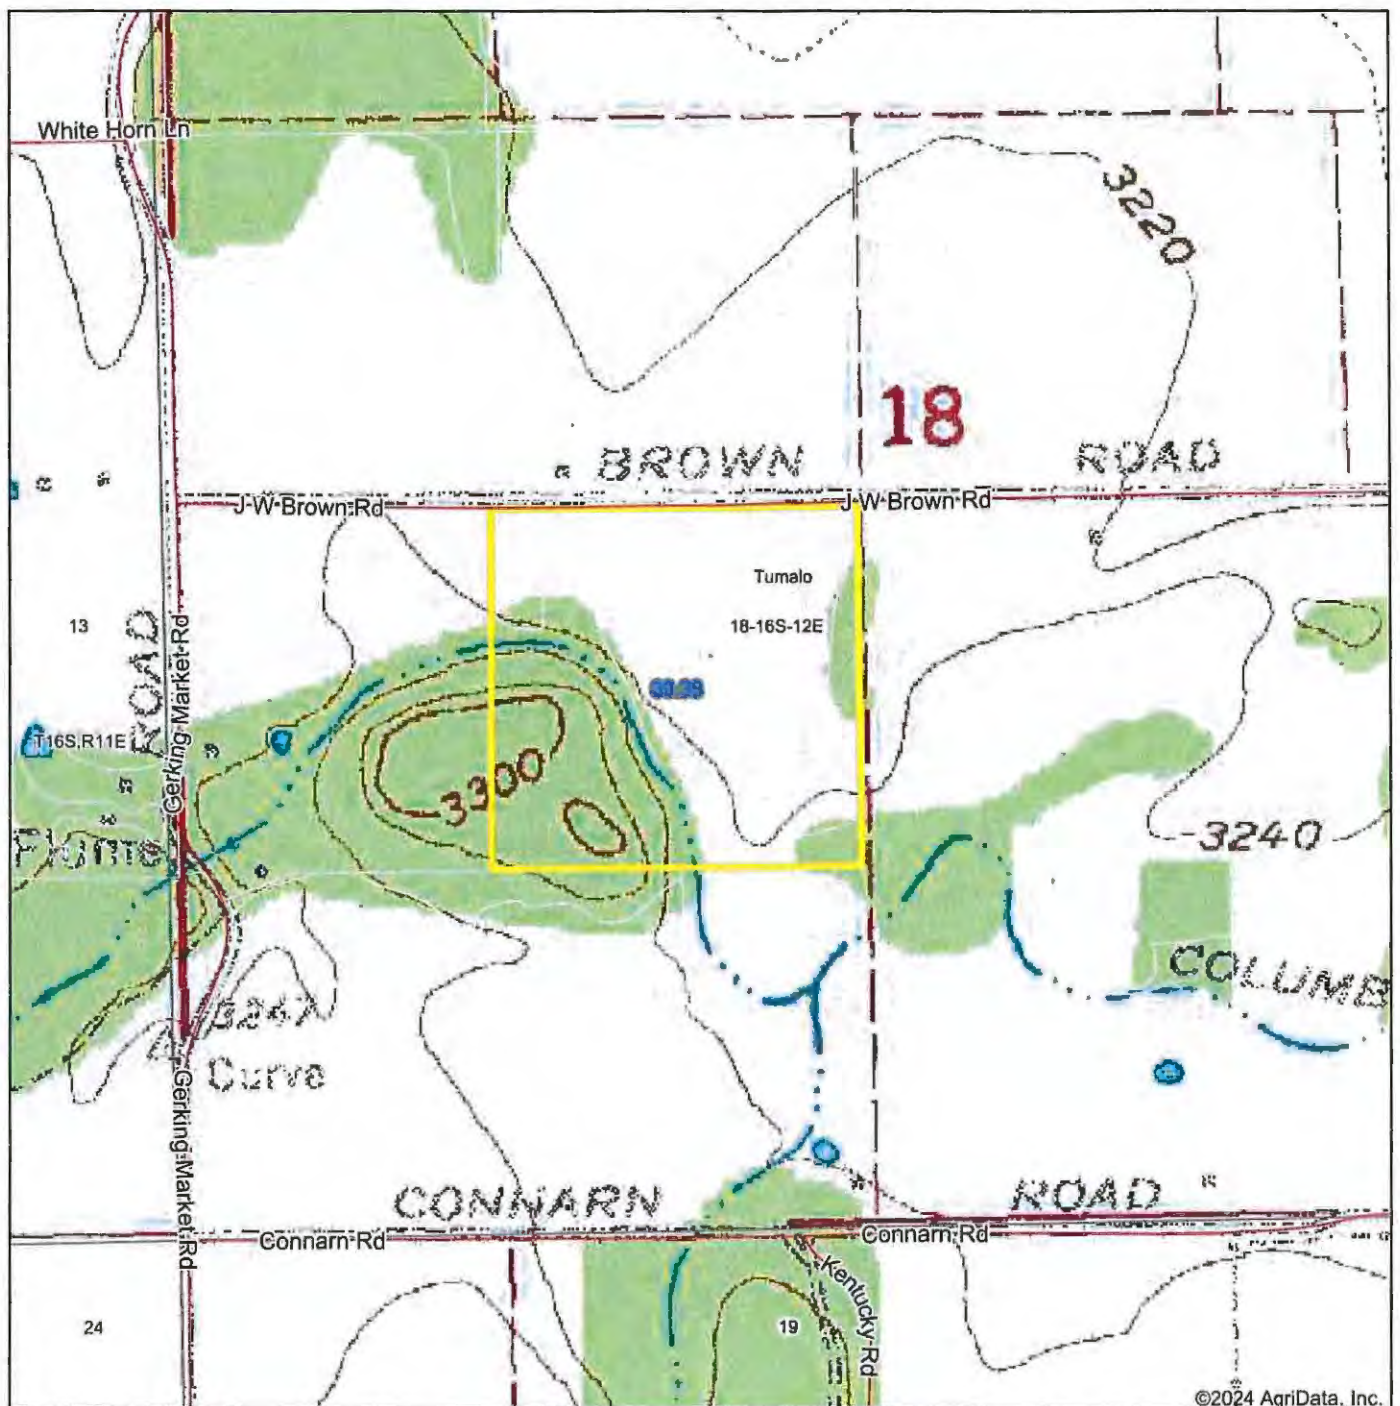 White Horn Ln
3220
18
BROWN ROAD
J W Brown Rd
J W Brown Rd
Tumalo
18-16S-12E
13
ROAD
Gerking Market Rd
T16S,R11E
3300
3240
COLUMB
Curve
CONNARN ROAD
Connarn Rd
Connarn Rd
Gerking Market Rd
Kentucky Rd
24
19
©2024 AgriData, Inc.